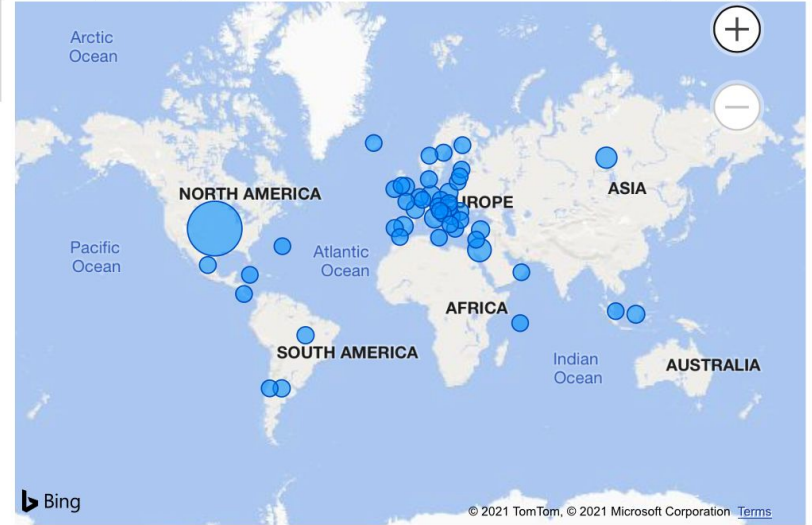 Arctic
Ocean
NORTH AMERICA
UROPE
ASIA
Pacific
Ocean
Atlantic
Ocean
AFRICA
SOUTH AMERICA
Indian
Ocean
AUSTRALIA
Bing
© 2021 TomTom, © 2021 Microsoft Corporation Terms